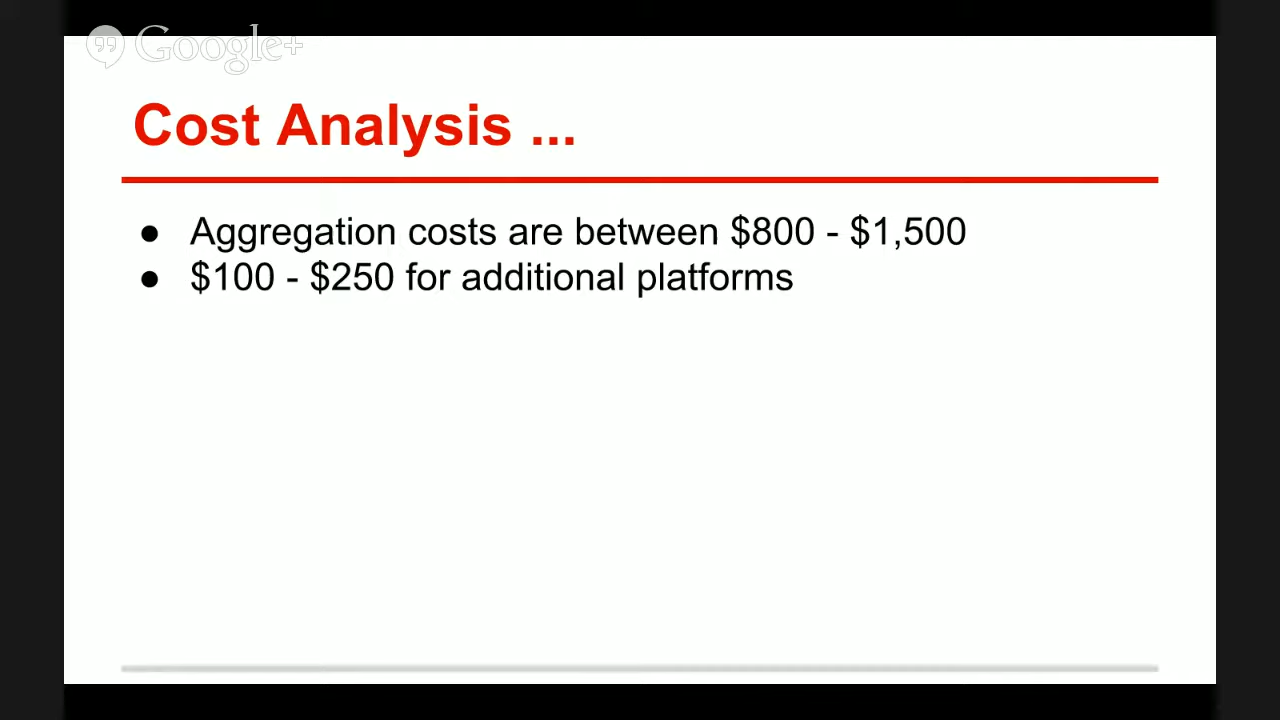 Google+
Cost Analysis ...
● Aggregation costs are between $800 - $1,500
● $100 - $250 for additional platforms